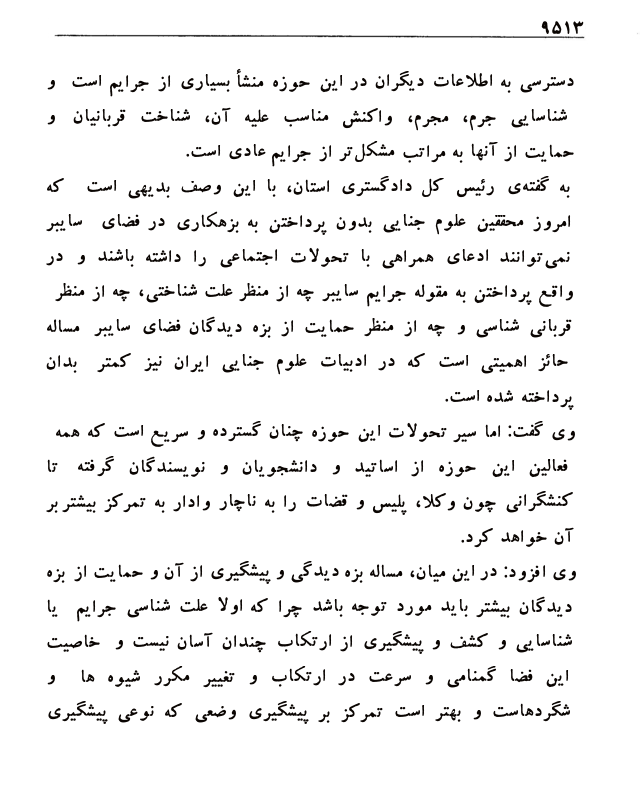 ۹۵۱۳
دسترسی به اطلاعات دیگران در این حوزه منشأ بسیاری از جرایم است و
شناسایی جرم، مجرم، واکنش مناسب علیه آن، شناخت قربانیان و
حمایت از آنها به مراتب مشکل‌تر از جرایم عادی است.
به گفته‌ی رئیس کل دادگستری استان، با این وصف بدیهی است که
امروز محققین علوم جنایی بدون پرداختن به بزهکاری در فضای سایبر
نمی‌توانند ادعای همراهی با تحولات اجتماعی را داشته باشند و در
واقع پرداختن به مقوله جرایم سایبر چه از منظر علت شناختی، چه از منظر
قربانی شناسی و چه از منظر حمایت از بزه دیدگان فضای سایبر مساله
حائز اهمیتی است که در ادبیات علوم جنایی ایران نیز کمتر بدان
پرداخته شده است.
وی گفت: اما سیر تحولات این حوزه چنان گسترده و سریع است که همه
فعالین این حوزه از اساتید و دانشجویان و نویسندگان گرفته تا
کنشگرانی چون وکلا، پلیس و قضات را به ناچار وادار به تمرکز بیشتر بر
آن خواهد کرد.
وی افزود: در این میان، مساله بزه دیدگی و پیشگیری از آن و حمایت از بزه
دیدگان بیشتر باید مورد توجه باشد چرا که اولا علت شناسی جرایم یا
شناسایی و کشف و پیشگیری از ارتکاب چندان آسان نیست و خاصیت
این فضا گمنامی و سرعت در ارتکاب و تغییر مکرر شیوه ها و
شگردهاست و بهتر است تمرکز بر پیشگیری وضعی که نوعی پیشگیری